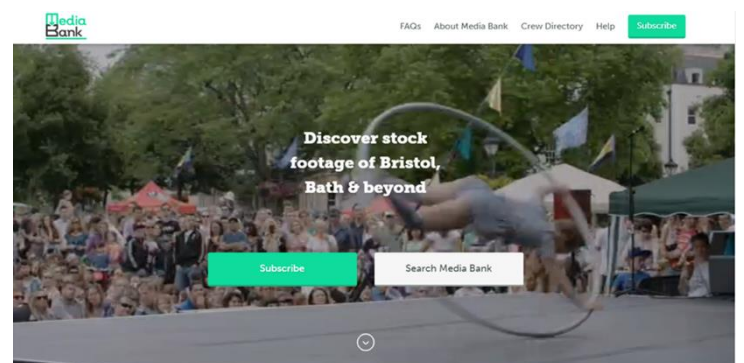 Media
Bank
FAQs About Media Bank Crew Directory Help Subscribe
Discover stock
footage of Bristol,
Bath & beyond
Subscribe Search Media Bank